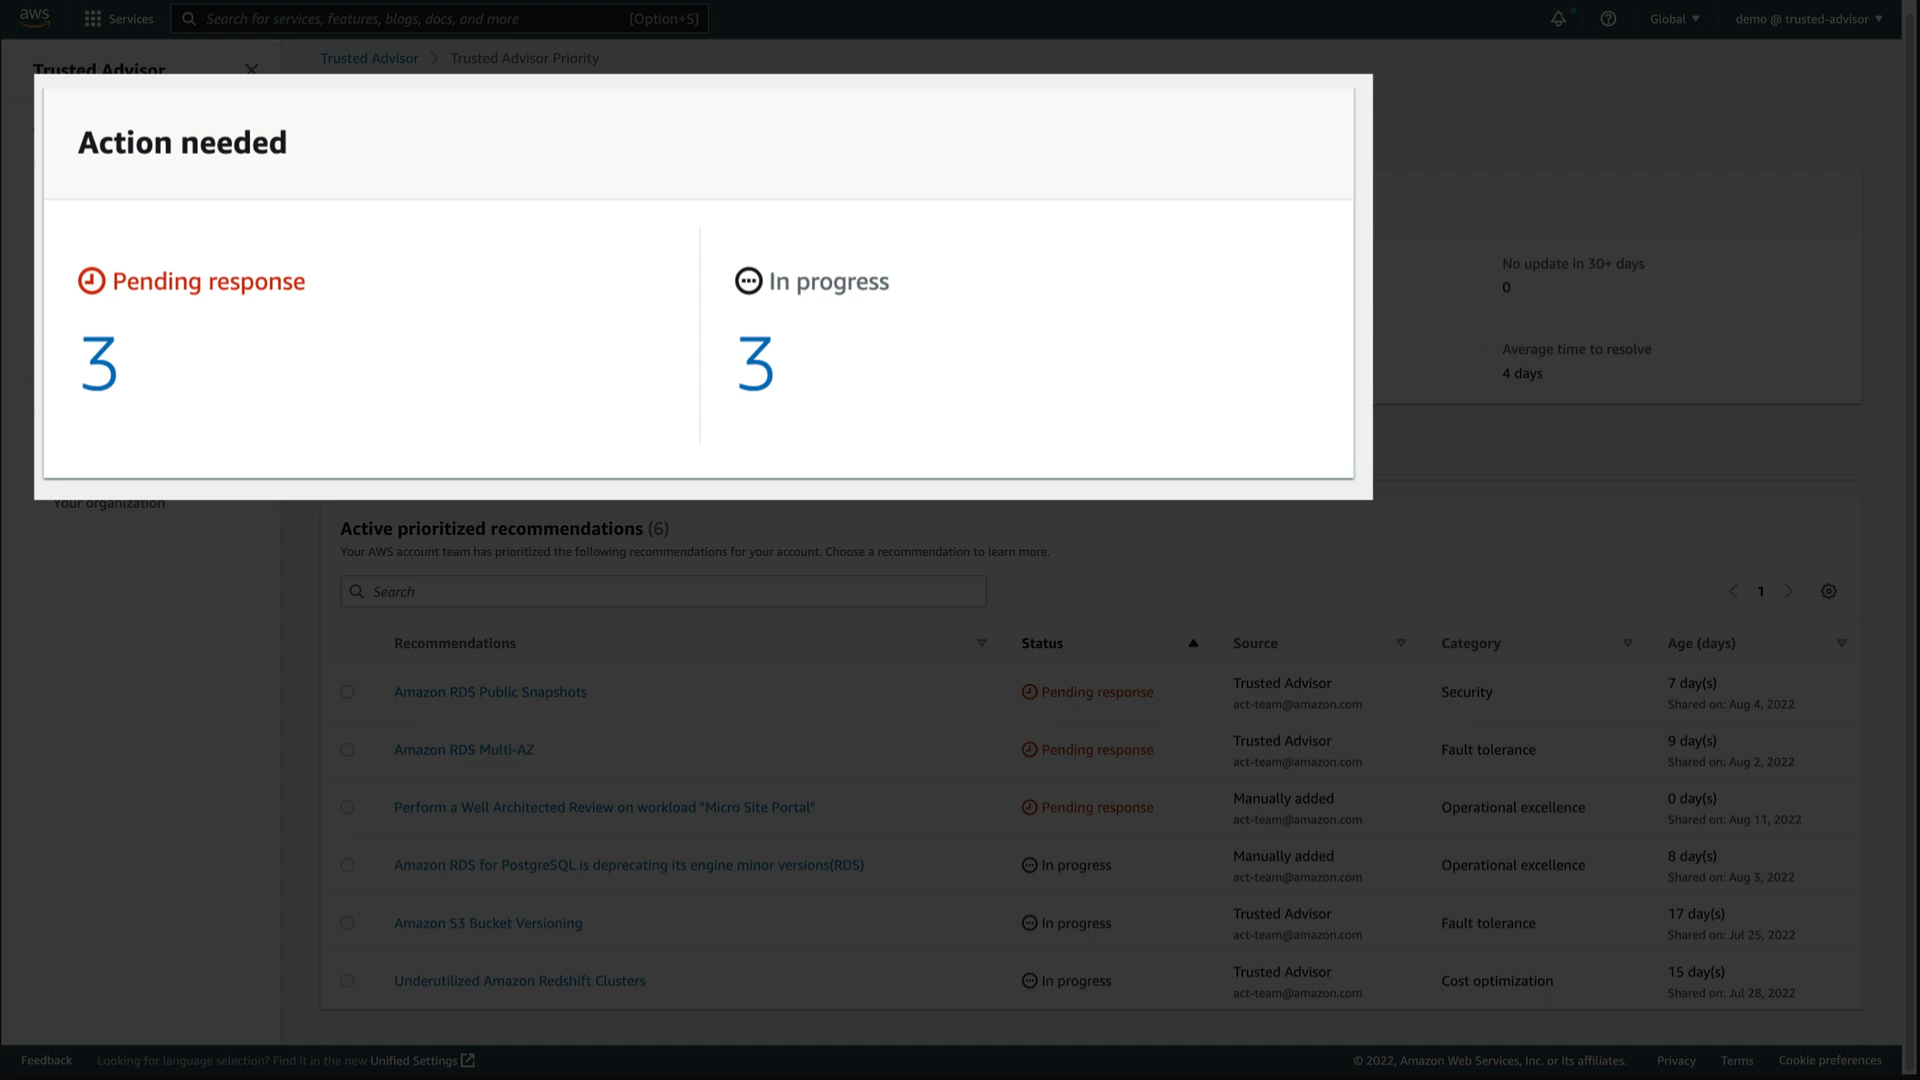 aws
Services
Search for services, features, blogs, docs, and more [Option+S]
Global
demo @ trusted-advisor
Trusted Advisor
Trusted Advisor > Trusted Advisor Priority
Action needed
Pending response
3
In progress
3
No update in 30+ days
0
Average time to resolve
4 days
Your organization
Active prioritized recommendations (6)
Your AWS account team has prioritized the following recommendations for your account. Choose a recommendation to learn more.
Search
1
Recommendations Status Source Category Age (days)
Amazon RDS Public Snapshots Pending response Trusted Advisor Security 7 day(s)
act-team@amazon.com Shared on: Aug 4, 2022
Amazon RDS Multi-AZ Pending response Trusted Advisor Fault tolerance 9 day(s)
act-team@amazon.com Shared on: Aug 2, 2022
Perform a Well Architected Review on workload "Micro Site Portal" Pending response Manually added Operational excellence 0 day(s)
act-team@amazon.com Shared on: Aug 11, 2022
Amazon RDS for PostgreSQL is deprecating its engine minor versions(RDS) In progress Manually added Operational excellence 8 day(s)
act-team@amazon.com Shared on: Aug 3, 2022
Amazon S3 Bucket Versioning In progress Trusted Advisor Fault tolerance 17 day(s)
act-team@amazon.com Shared on: Jul 25, 2022
Underutilized Amazon Redshift Clusters In progress Trusted Advisor Cost optimization 15 day(s)
act-team@amazon.com Shared on: Jul 28, 2022
Feedback Looking for language selection? Find it in the new Unified Settings © 2022, Amazon Web Services, Inc. or its affiliates. Privacy Terms Cookie preferences